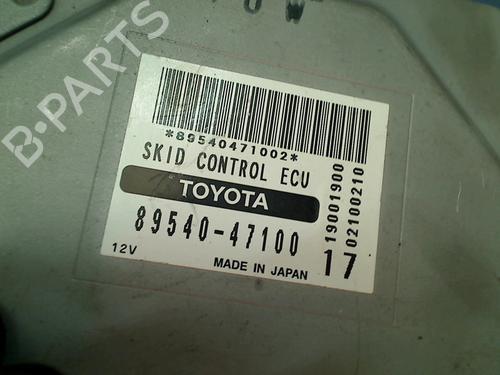 *89540471002*
SKID CONTROL ECU
TOYOTA
89540-47100
12V
MADE IN JAPAN
17
19001900
02100210
B-PARTS